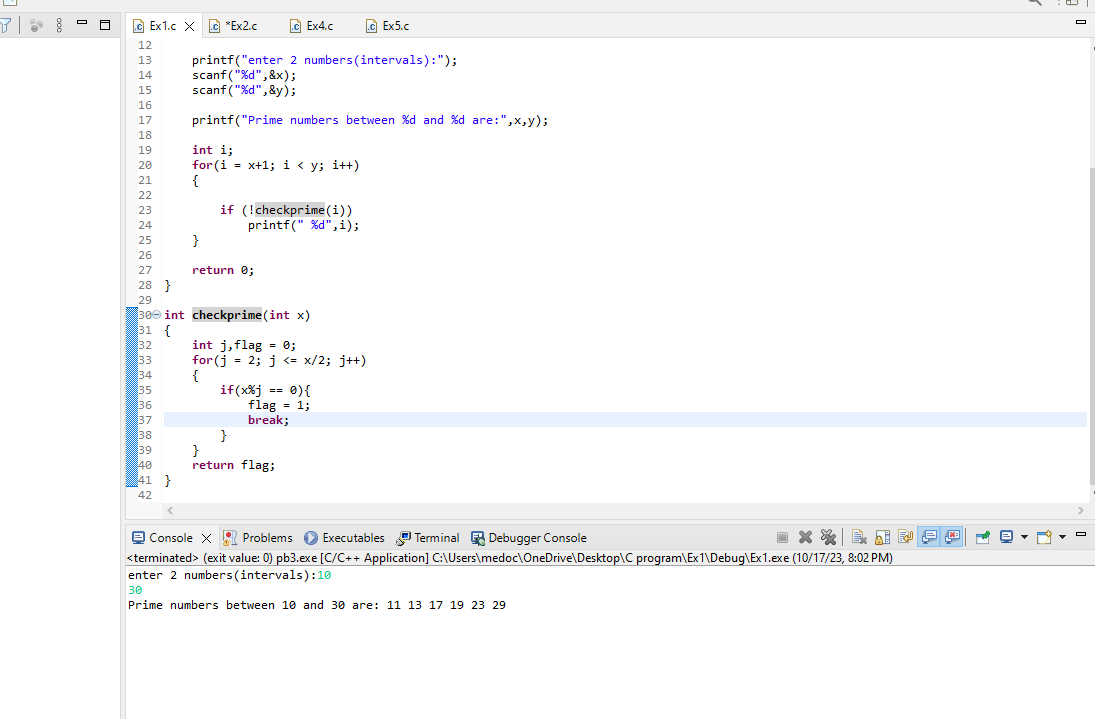 Ex1.c *Ex2.c Ex4.c Ex5.c
12
13 printf("enter 2 numbers(intervals):");
14 scanf("%d",&x);
15 scanf("%d",&y);
16
17 printf("Prime numbers between %d and %d are:",x,y);
18
19 int i;
20 for(i = x+1; i < y; i++)
21 {
22
23 if (!checkprime(i))
24 printf(" %d",i);
25 }
26
27 return 0;
28 }
29
30 int checkprime(int x)
31 {
32 int j,flag = 0;
33 for(j = 2; j <= x/2; j++)
34 {
35 if(x%j == 0){
36 flag = 1;
37 break;
38 }
39 }
40 return flag;
41 }
42
Console Problems Executables Terminal Debugger Console
<terminated> (exit value: 0) pb3.exe [C/C++ Application] C:\Users\medoc\OneDrive\Desktop\C program\Ex1\Debug\Ex1.exe (10/17/23, 8:02 PM)
enter 2 numbers(intervals):10
30
Prime numbers between 10 and 30 are: 11 13 17 19 23 29